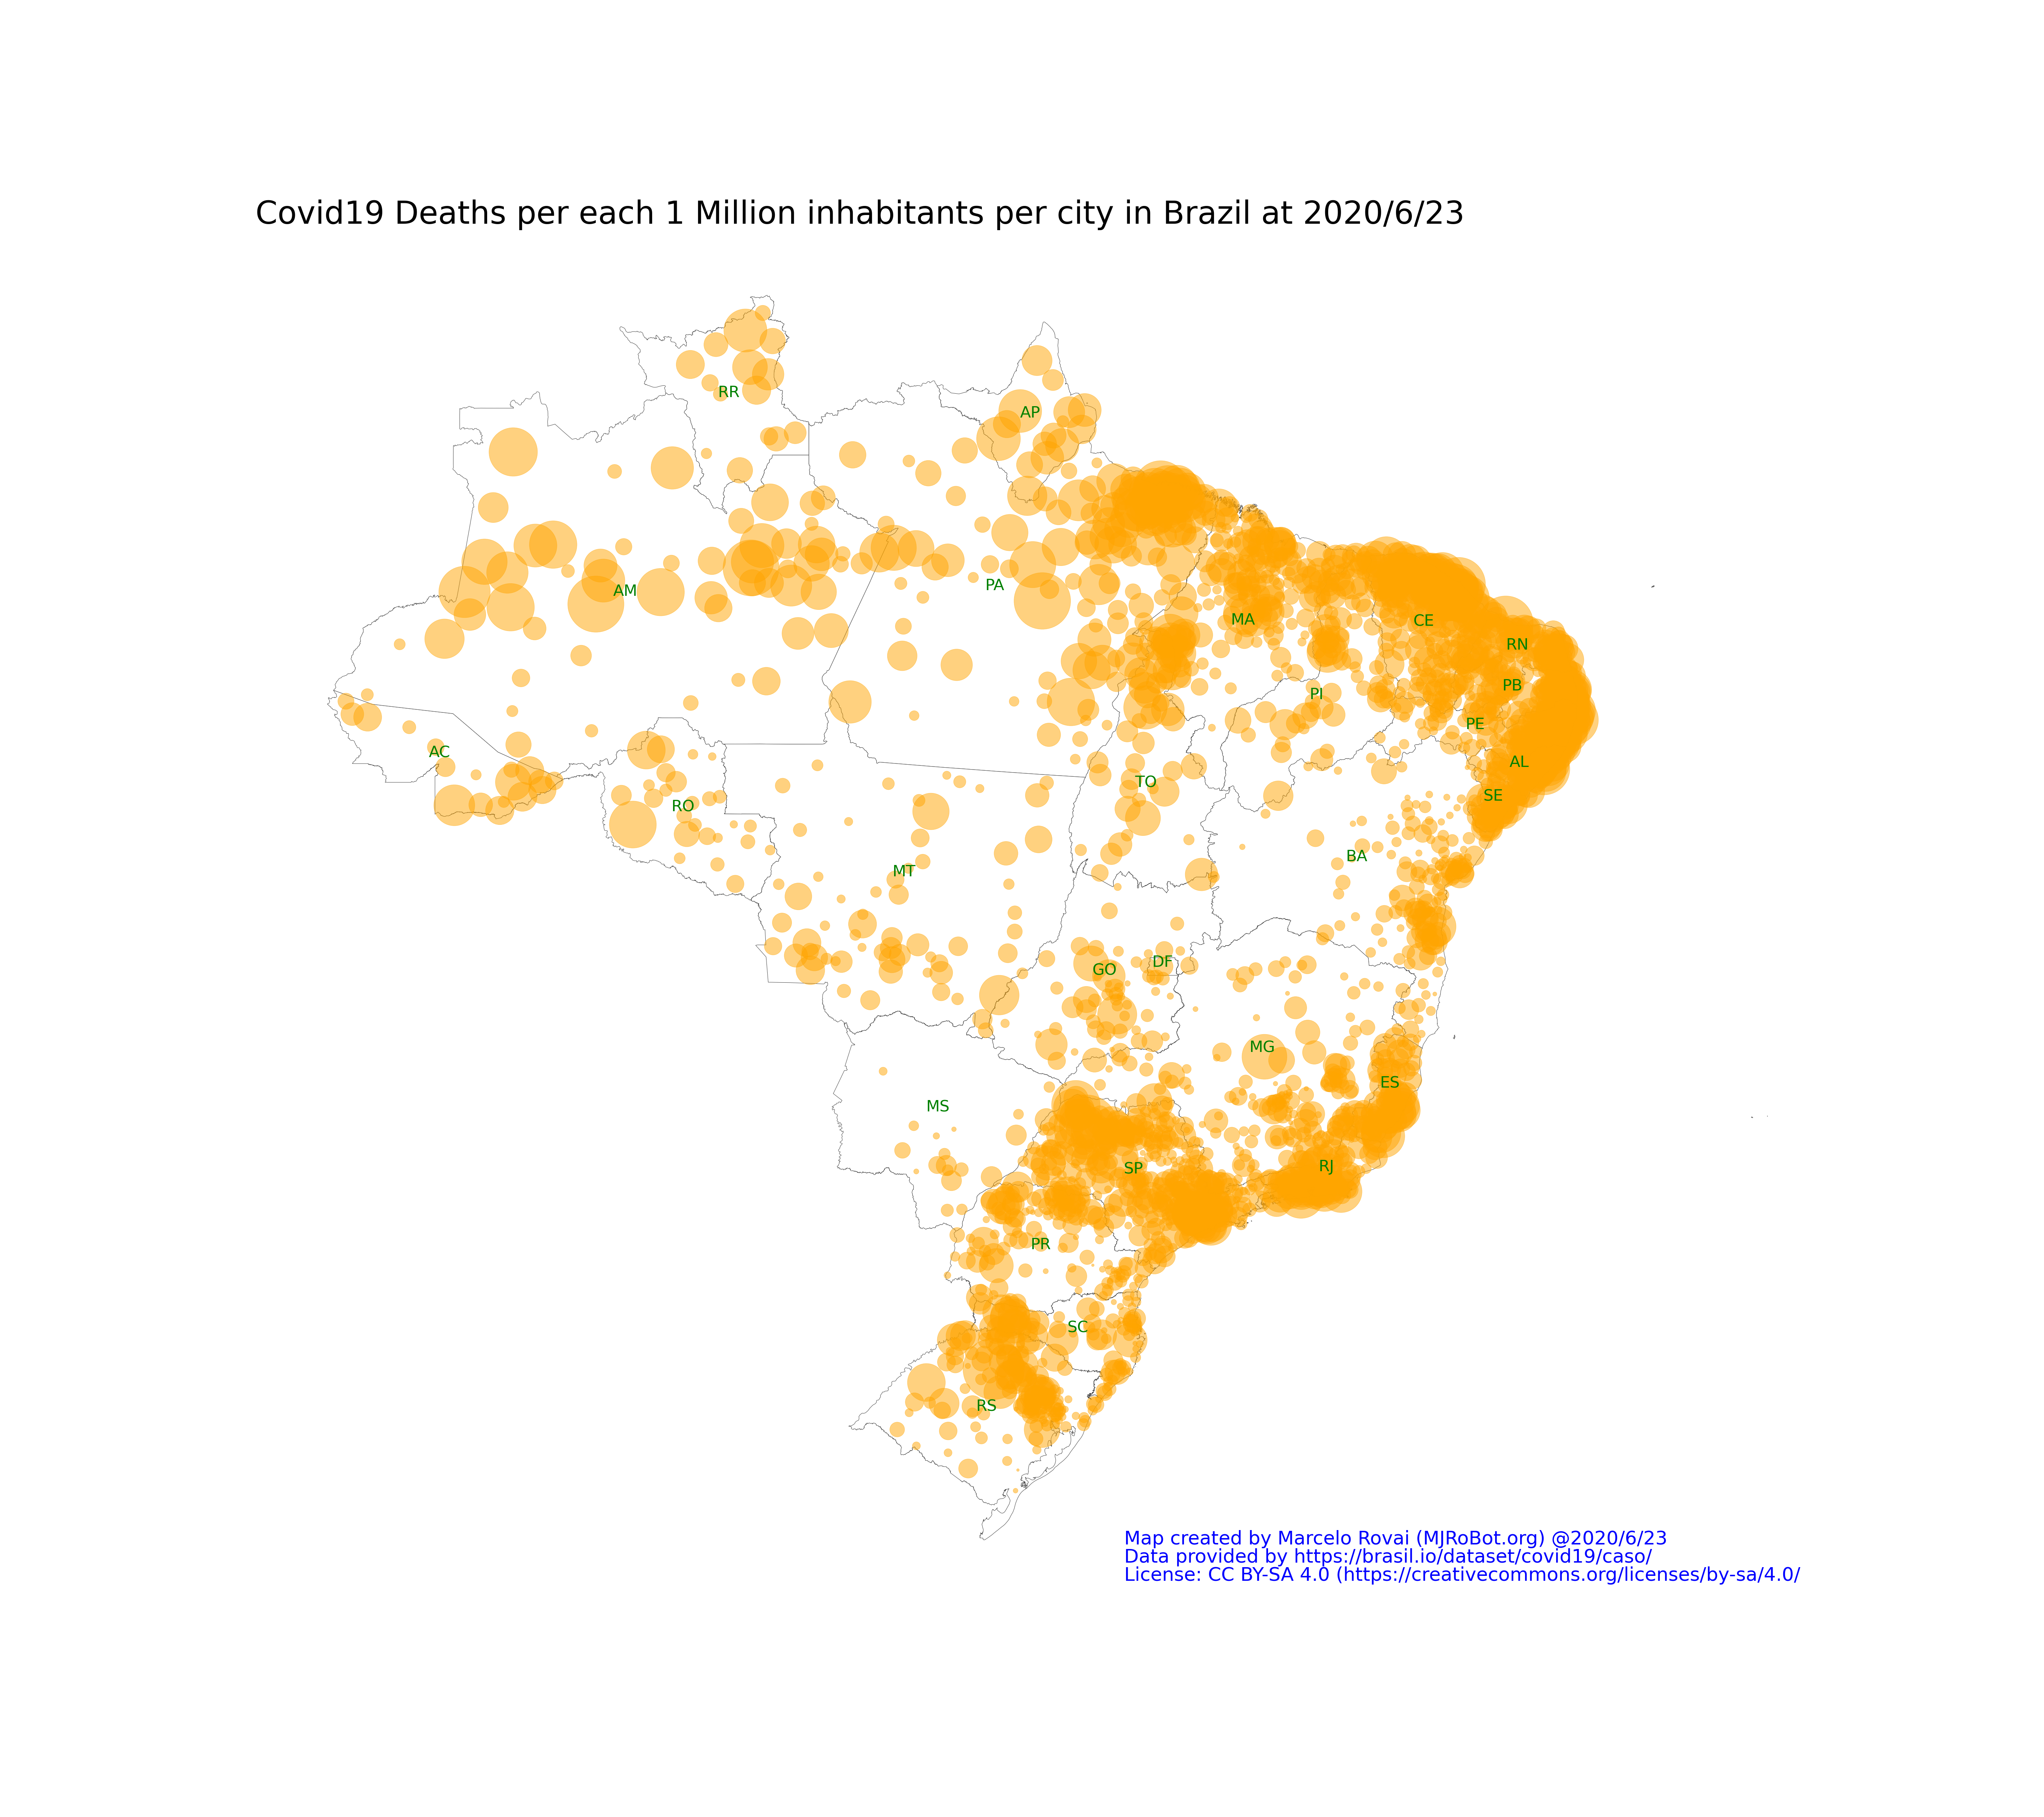 Covid19 Deaths per each 1 Million inhabitants per city in Brazil at 2020/6/23
RR
AP
AM
PA
MA
CE
RN
PB
PI
PE
AC
AL
TO
SE
RO
BA
MT
DF
GO
MG
ES
MS
RJ
SP
PR
SC
RS
Map created by Marcelo Rovai (MJRoBot.org) @2020/6/23
Data provided by https://brasil.io/dataset/covid19/caso/
License: CC BY-SA 4.0 (https://creativecommons.org/licenses/by-sa/4.0/